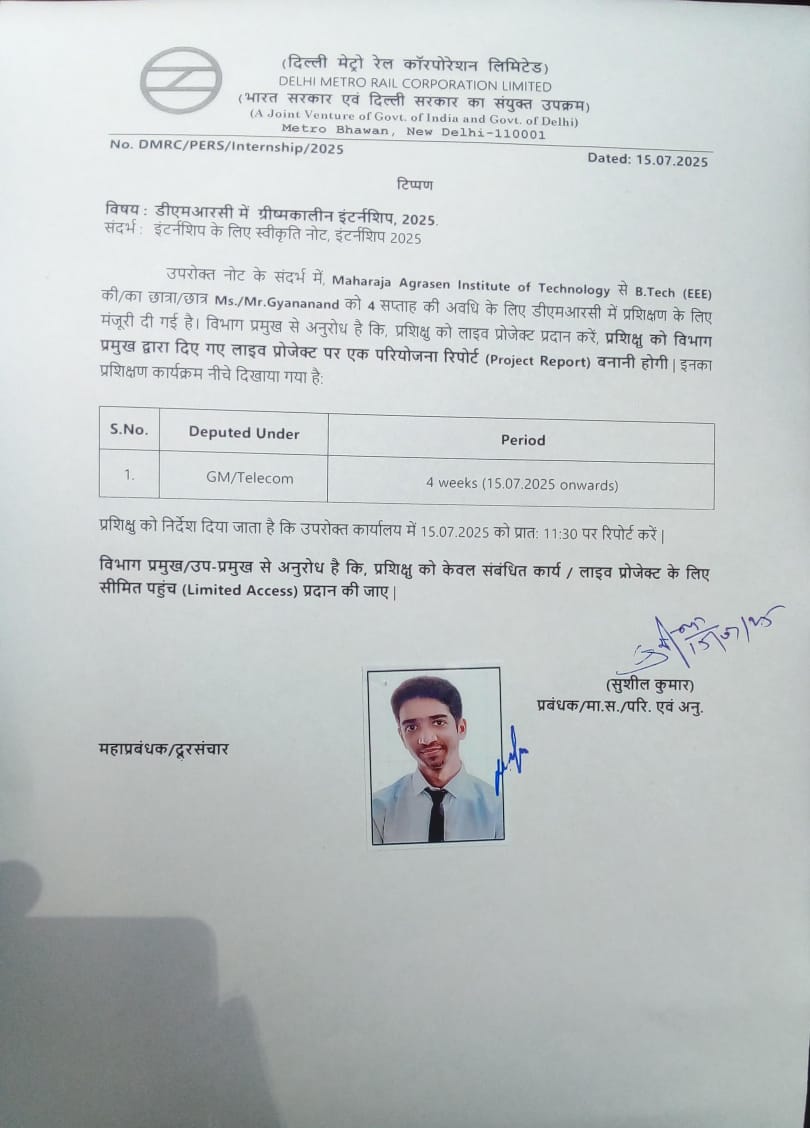 (दिल्ली मेट्रो रेल कॉरपोरेशन लिमिटेड)
DELHI METRO RAIL CORPORATION LIMITED
(भारत सरकार एवं दिल्ली सरकार का संयुक्त उपक्रम)
(A Joint Venture of Govt. of India and Govt. of Delhi)
Metro Bhawan, New Delhi-110001
No. DMRC/PERS/Internship/2025
Dated: 15.07.2025
टिप्पण
विषय : डीएमआरसी में ग्रीष्मकालीन इंटर्नशिप, 2025.
संदर्भ : इंटर्नशिप के लिए स्वीकृति नोट, इंटर्नशिप 2025
उपरोक्त नोट के संदर्भ में, Maharaja Agrasen Institute of Technology से B.Tech (EEE)
की/का छात्रा/छात्र Ms./Mr.Gyananand को 4 सप्ताह की अवधि के लिए डीएमआरसी में प्रशिक्षण के लिए
मंजूरी दी गई है। विभाग प्रमुख से अनुरोध है कि, प्रशिक्षु को लाइव प्रोजेक्ट प्रदान करें, प्रशिक्षु को विभाग
प्रमुख द्वारा दिए गए लाइव प्रोजेक्ट पर एक परियोजना रिपोर्ट (Project Report) बनानी होगी | इनका
प्रशिक्षण कार्यक्रम नीचे दिखाया गया है:
S.No. Deputed Under Period
1. GM/Telecom 4 weeks (15.07.2025 onwards)
प्रशिक्षु को निर्देश दिया जाता है कि उपरोक्त कार्यालय में 15.07.2025 को प्रात: 11:30 पर रिपोर्ट करें |
विभाग प्रमुख/उप-प्रमुख से अनुरोध है कि, प्रशिक्षु को केवल संबंधित कार्य / लाइव प्रोजेक्ट के लिए
सीमित पहुंच (Limited Access) प्रदान की जाए |
15/07/25
(सुशील कुमार)
प्रबंधक/मा.स./परि. एवं अनु.
महाप्रबंधक/दूरसंचार